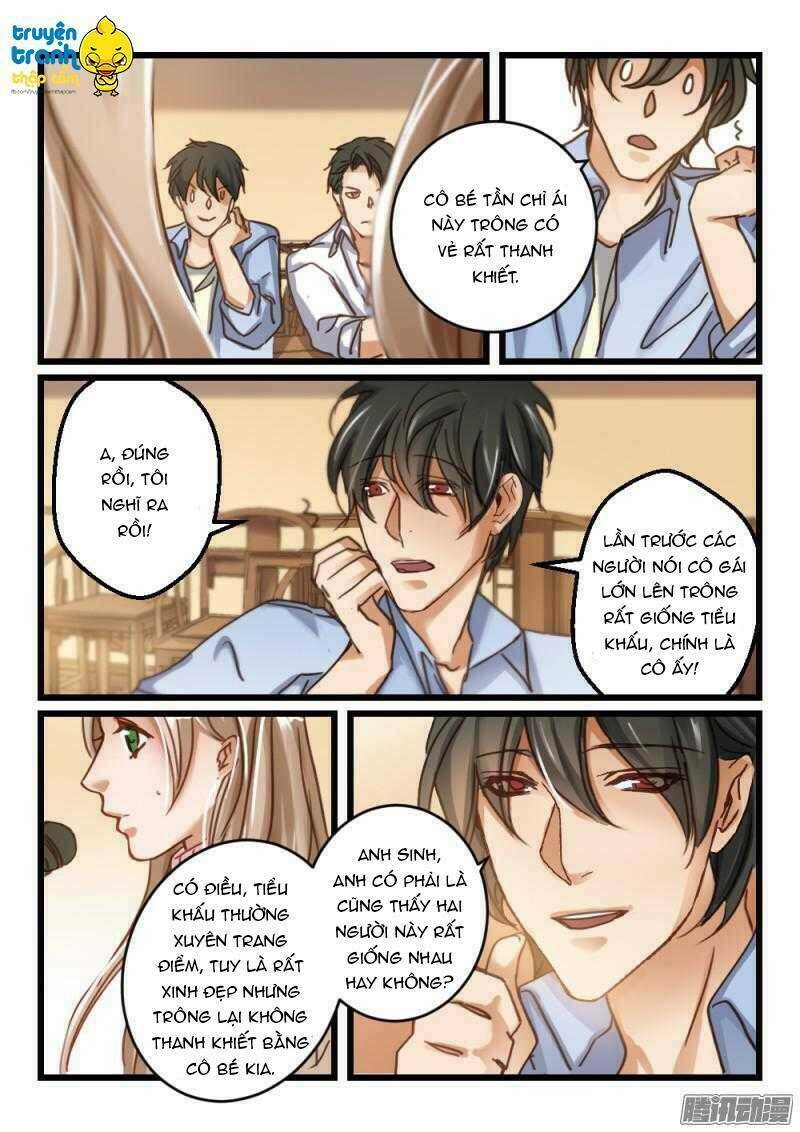 truyện
tranh
thập cẩm
CÔ BÉ TẦN CHỈ ÁI
NÀY TRÔNG CÓ
VẺ RẤT THANH
KHIẾT.
A, ĐÚNG
RỒI, TÔI
NGHĨ RA
RỒI!
LẦN TRƯỚC CÁC
NGƯỜI NÓI CÔ GÁI
LỚN LÊN TRÔNG
RẤT GIỐNG TIỂU
KHẤU, CHÍNH LÀ
CÔ ẤY!
ANH SINH,
ANH CÓ PHẢI LÀ
CŨNG THẤY HAI
NGƯỜI NÀY RẤT
GIỐNG NHAU
HAY KHÔNG?
CÓ ĐIỀU, TIỂU
KHẤU THƯỜNG
XUYÊN TRANG
ĐIỂM, TUY LÀ RẤT
XINH ĐẸP NHƯNG
TRÔNG LẠI KHÔNG
THANH KHIẾT BẰNG
CÔ BÉ KIA.
腾讯动漫